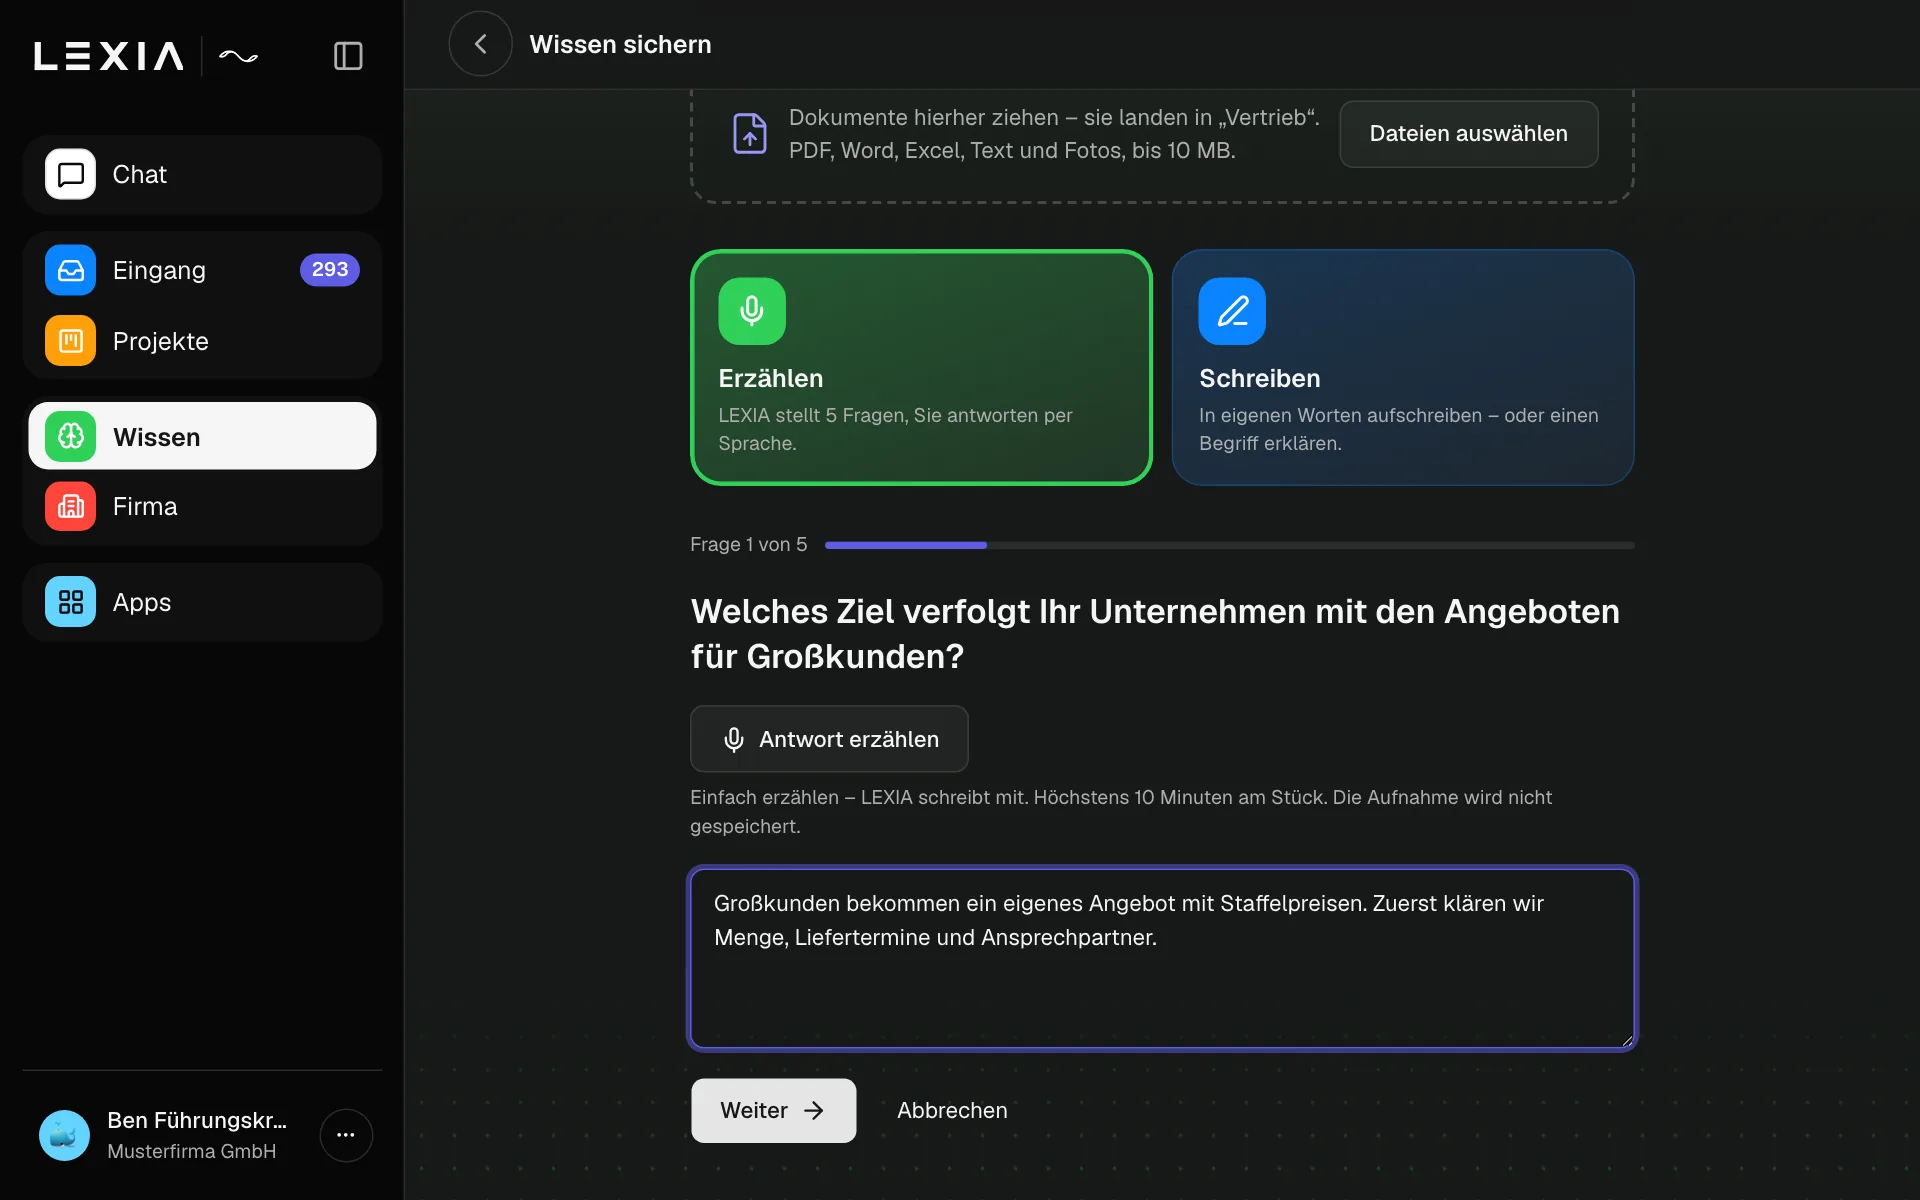 LEXIA
Wissen sichern
Chat
Eingang
293
Projekte
Wissen
Firma
Apps
Ben Führungskr...
Musterfirma GmbH
Dokumente hierher ziehen – sie landen in „Vertrieb“.
PDF, Word, Excel, Text und Fotos, bis 10 MB.
Dateien auswählen
Erzählen
LEXIA stellt 5 Fragen, Sie antworten per
Sprache.
Schreiben
In eigenen Worten aufschreiben – oder einen
Begriff erklären.
Frage 1 von 5
Welches Ziel verfolgt Ihr Unternehmen mit den Angeboten
für Großkunden?
Antwort erzählen
Einfach erzählen – LEXIA schreibt mit. Höchstens 10 Minuten am Stück. Die Aufnahme wird nicht
gespeichert.
Großkunden bekommen ein eigenes Angebot mit Staffelpreisen. Zuerst klären wir
Menge, Liefertermine und Ansprechpartner.
Weiter
Abbrechen